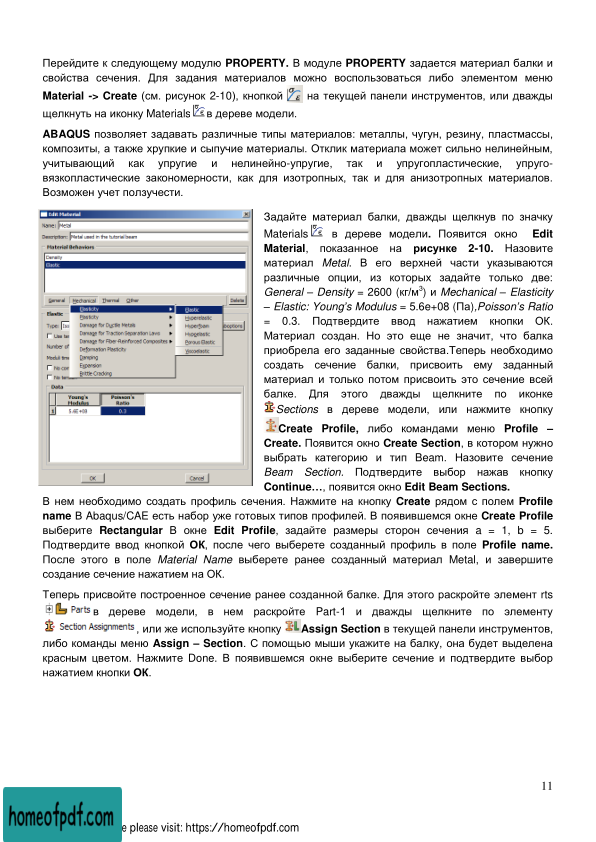 Перейдите к следующему модулю PROPERTY. В модуле PROPERTY задается материал балки и
свойства сечения. Для задания материалов можно воспользоваться либо элементом меню
Material -> Create (см. рисунок 2-10), кнопкой на текущей панели инструментов, или дважды
щелкнуть на иконку Materials в дереве модели.
ABAQUS позволяет задавать различные типы материалов: металлы, чугун, резину, пластмассы,
композиты, а также хрупкие и сыпучие материалы. Отклик материала может сильно нелинейным,
учитывающий как упругие и нелинейно-упругие, так и упругопластические, упруго-
вязкопластические закономерности, как для изотропных, так и для анизотропных материалов.
Возможен учет ползучести.
Edit Material
Name: Metal
Description: Metal used in the tutorial beam
Material Behaviors
Density
Elastic
General Mechanical Thermal Other Delete
Elasticity
Plasticity
Damage for Ductile Metals
Damage for Traction Separation Laws
Damage for Fiber-Reinforced Composites
Deformation Plasticity
Damping
Expansion
Brittle Cracking
Elastic
Hyperelastic
Hyperfoam
Hypoelastic
Porous Elastic
Viscoelastic
Elastic
Type:
Number of
Data
Young's Modulus Poisson's Ratio
1 5.6E+08 0.3
OK Cancel
Задайте материал балки, дважды щелкнув по значку
Materials в дереве модели. Появится окно Edit
Material, показанное на рисунке 2-10. Назовите
материал Metal. В его верхней части указываются
различные опции, из которых задайте только две:
General – Density = 2600 (кг/м3) и Mechanical – Elasticity
– Elastic: Young’s Modulus = 5.6e+08 (Па),Poisson’s Ratio
= 0.3. Подтвердите ввод нажатием кнопки ОК.
Материал создан. Но это еще не значит, что балка
приобрела его заданные свойства.Теперь необходимо
создать сечение балки, присвоить ему заданный
материал и только потом присвоить это сечение всей
балке. Для этого дважды щелкните по иконке
Sections в дереве модели, или нажмите кнопку
Create Profile, либо командами меню Profile –
Create. Появится окно Create Section, в котором нужно
выбрать категорию и тип Beam. Назовите сечение
Beam Section. Подтвердите выбор нажав кнопку
Continue…, появится окно Edit Beam Sections.
В нем необходимо создать профиль сечения. Нажмите на кнопку Create рядом с полем Profile
name В Abaqus/CAE есть набор уже готовых типов профилей. В появившемся окне Create Profile
выберите Rectangular В окне Edit Profile, задайте размеры сторон сечения a = 1, b = 5.
Подтвердите ввод кнопкой ОК, после чего выберете созданный профиль в поле Profile name.
После этого в поле Material Name выберете ранее созданный материал Metal, и завершите
создание сечение нажатием на ОК.
Теперь присвойте построенное сечение ранее созданной балке. Для этого раскройте элемент rts
Parts в дереве модели, в нем раскройте Part-1 и дважды щелкните по элементу
Section Assignments , или же используйте кнопку Assign Section в текущей панели инструментов,
либо команды меню Assign – Section. С помощью мыши укажите на балку, она будет выделена
красным цветом. Нажмите Done. В появившемся окне выберите сечение и подтвердите выбор
нажатием кнопки ОК.
11
homeofpdf.com
e please visit: https://homeofpdf.com